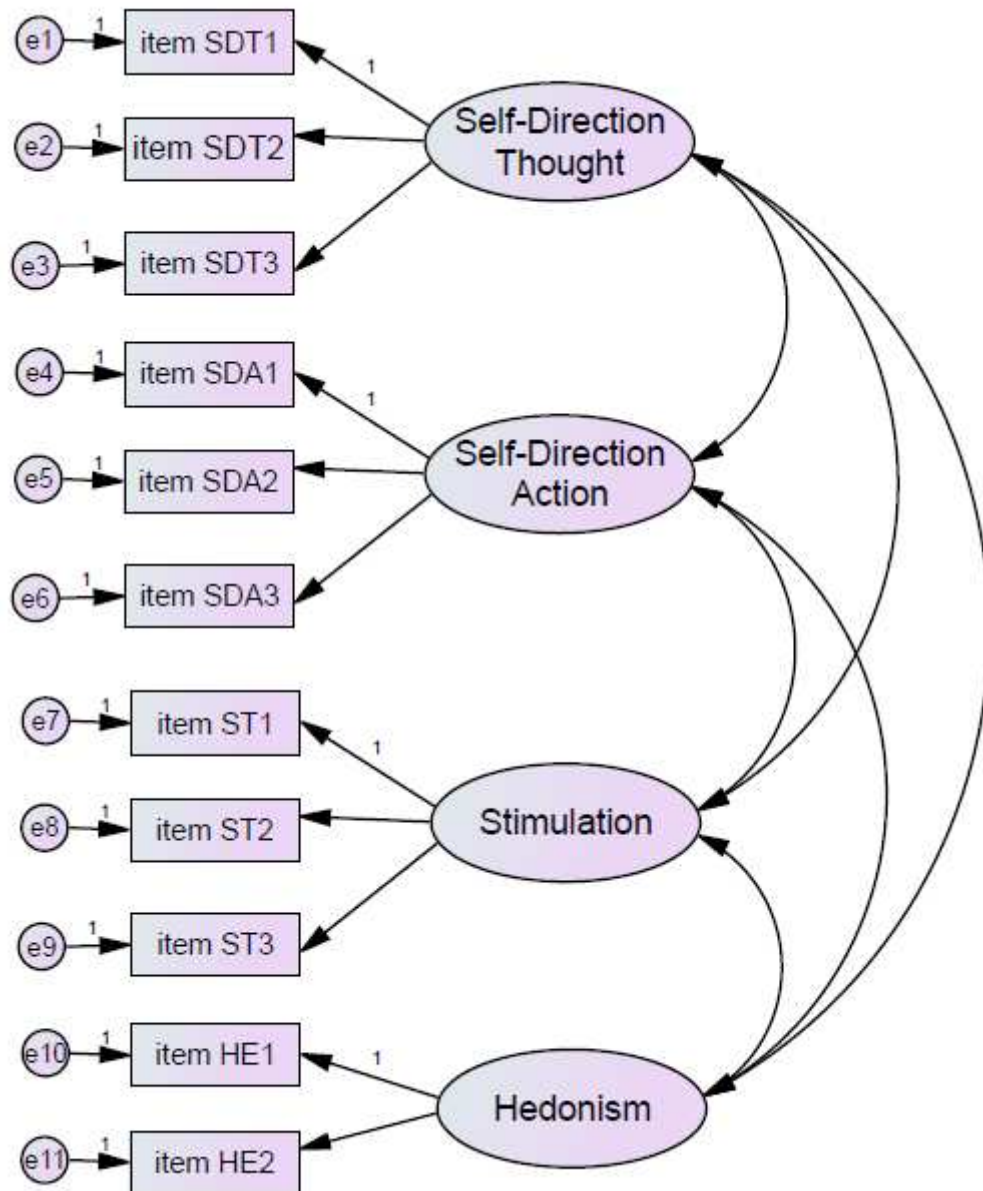 e1
1
item SDT1
1
Self-Direction
Thought
e2
1
item SDT2
e3
1
item SDT3
e4
1
item SDA1
1
Self-Direction
Action
e5
1
item SDA2
e6
1
item SDA3
e7
1
item ST1
1
Stimulation
e8
1
item ST2
e9
1
item ST3
e10
1
item HE1
1
Hedonism
e11
1
item HE2